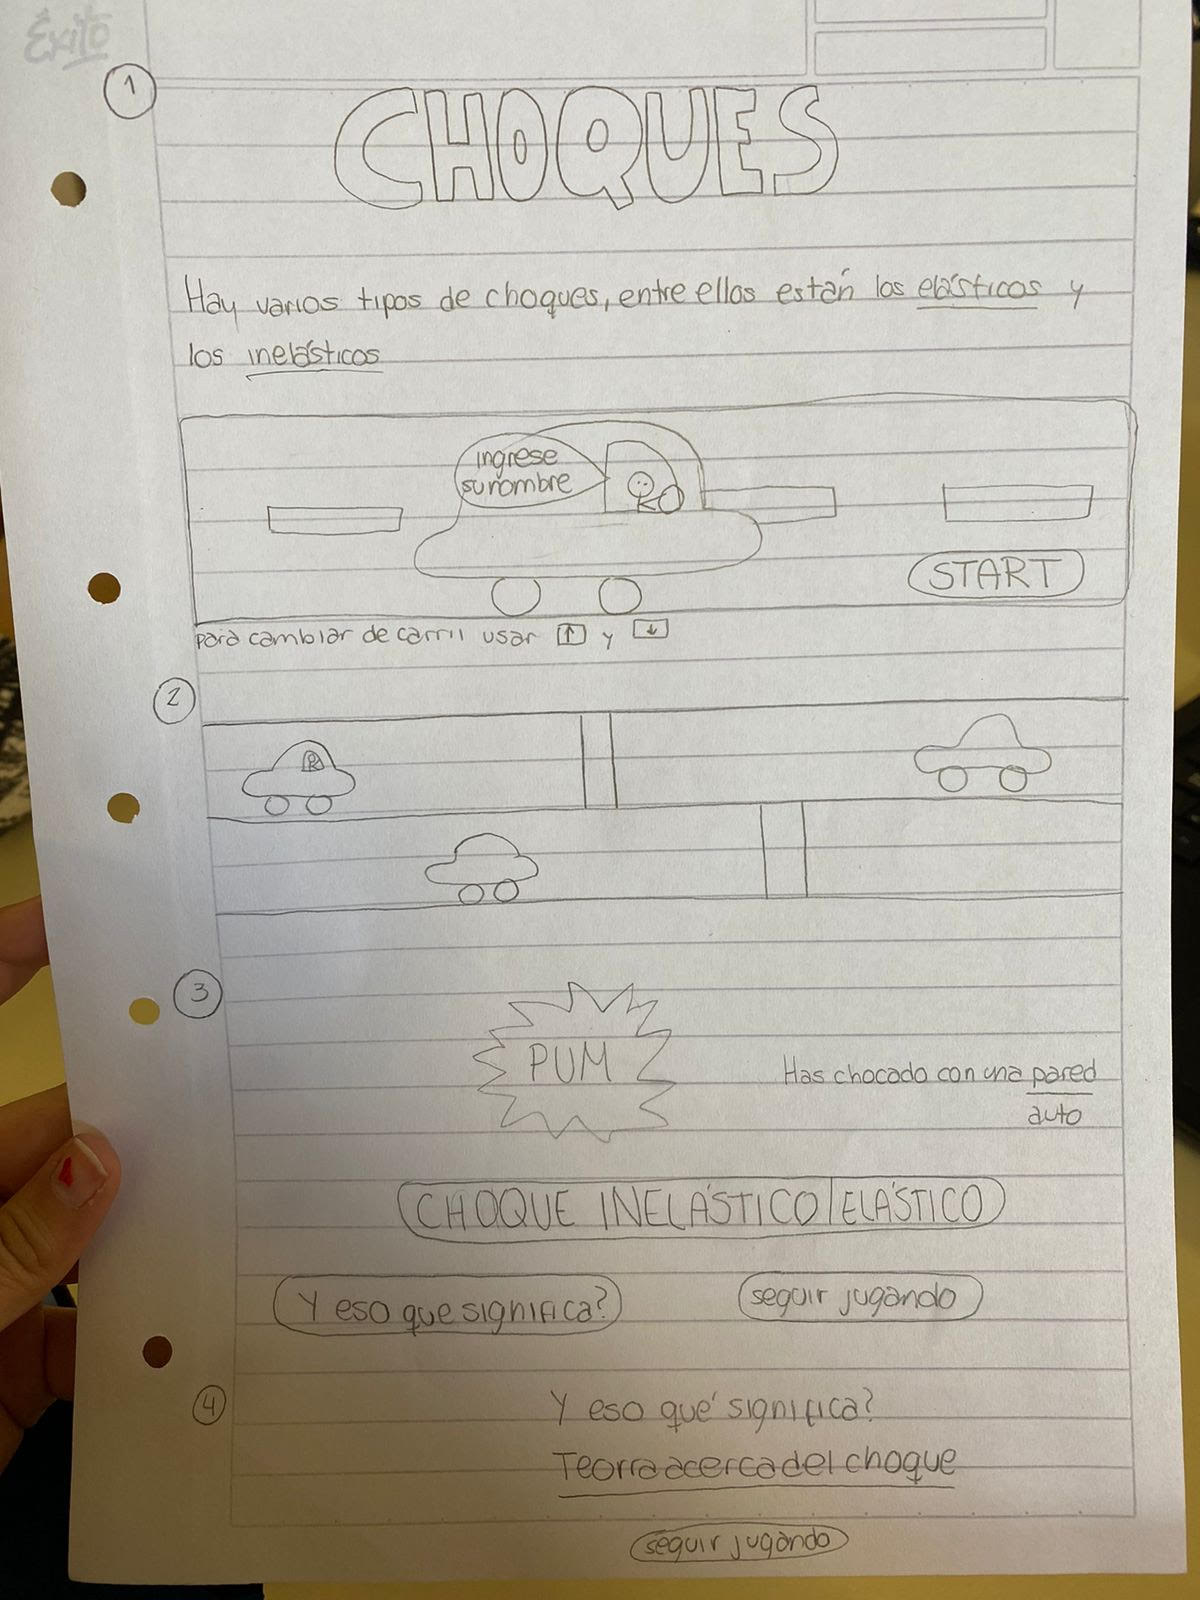 Éxito
1
CHOQUES
Hay varios tipos de choques, entre ellos están los elásticos y
los inelásticos
ingrese
su nombre
START
para cambiar de carril usar ↑ y ↓
2
3
PUM
Has chocado con una pared
auto
CHOQUE INELÁSTICO|ELÁSTICO
Y eso que significa?
seguir jugando
4
Y eso qué significa?
Teorra acerca del choque
seguir jugando